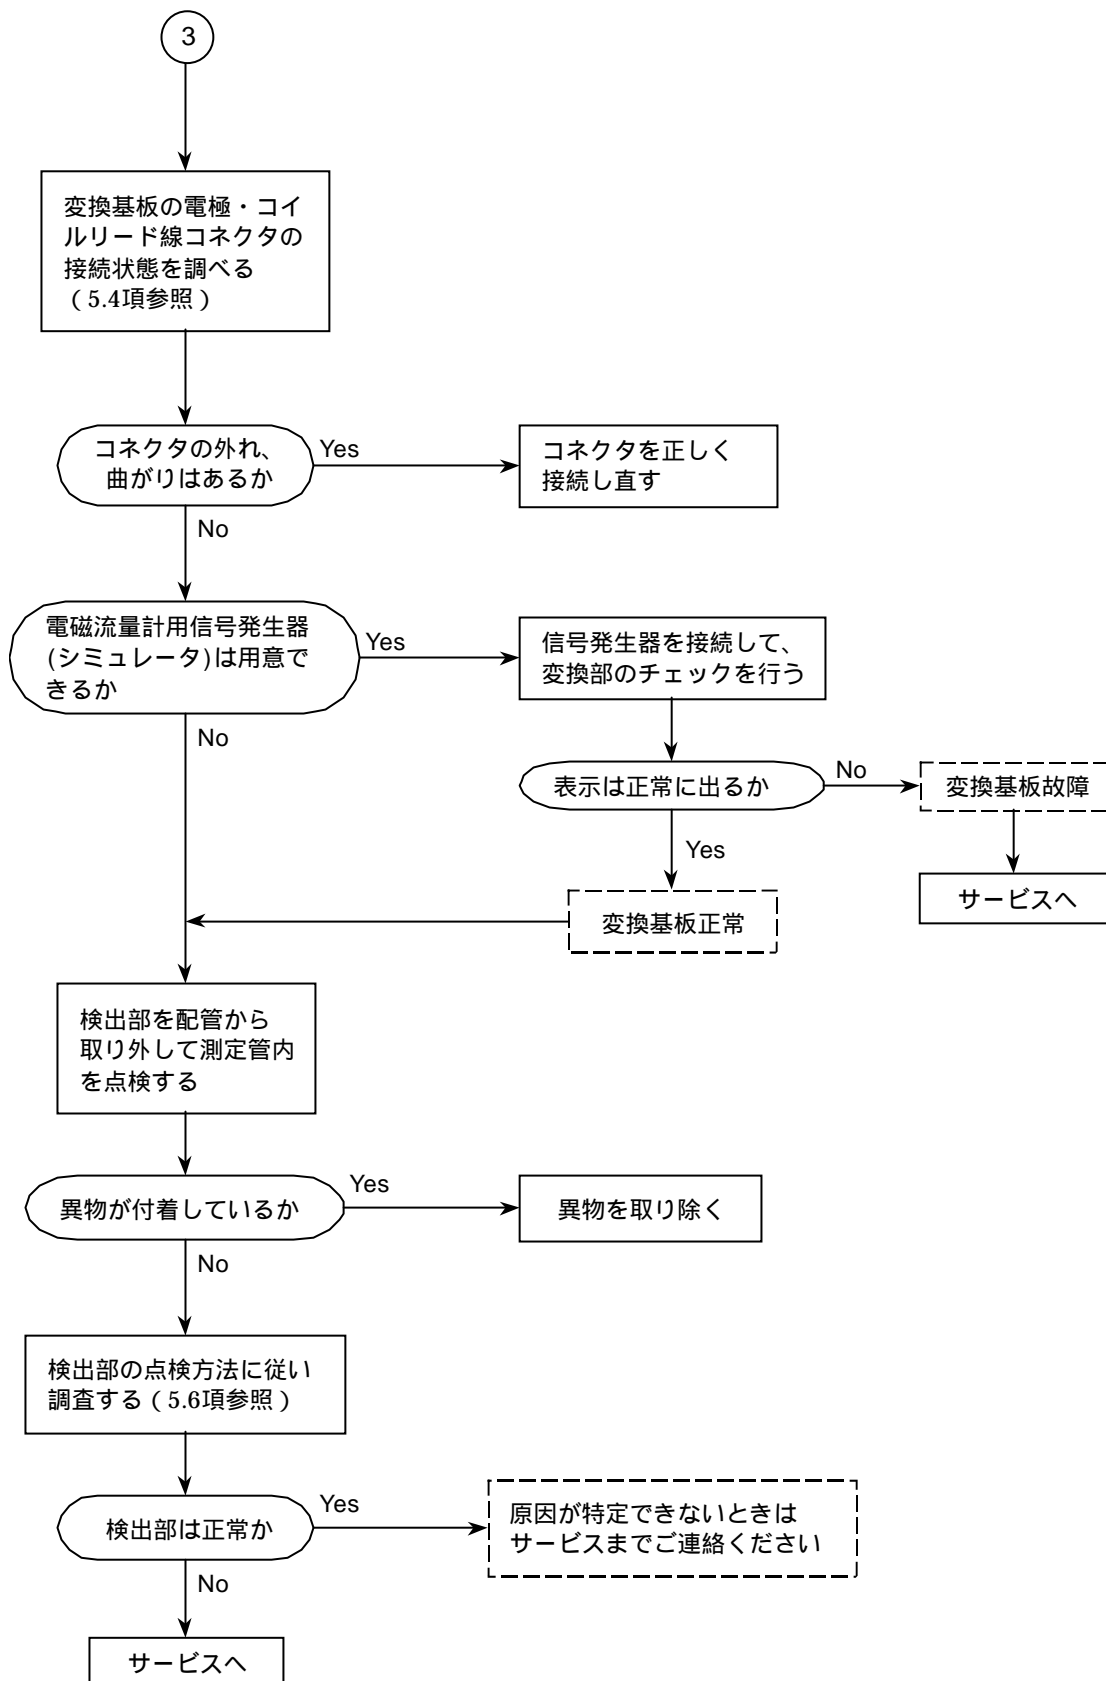 3
変換基板の電極・コイ
ルリード線コネクタの
接続状態を調べる
（5.4項参照）
コネクタの外れ、
曲がりはあるか
Yes
コネクタを正しく
接続し直す
No
電磁流量計用信号発生器
(シミュレータ)は用意で
きるか
Yes
信号発生器を接続して、
変換部のチェックを行う
No
表示は正常に出るか
No
変換基板故障
Yes
サービスへ
変換基板正常
検出部を配管から
取り外して測定管内
を点検する
異物が付着しているか
Yes
異物を取り除く
No
検出部の点検方法に従い
調査する（5.6項参照）
検出部は正常か
Yes
原因が特定できないときは
サービスまでご連絡ください
No
サービスへ